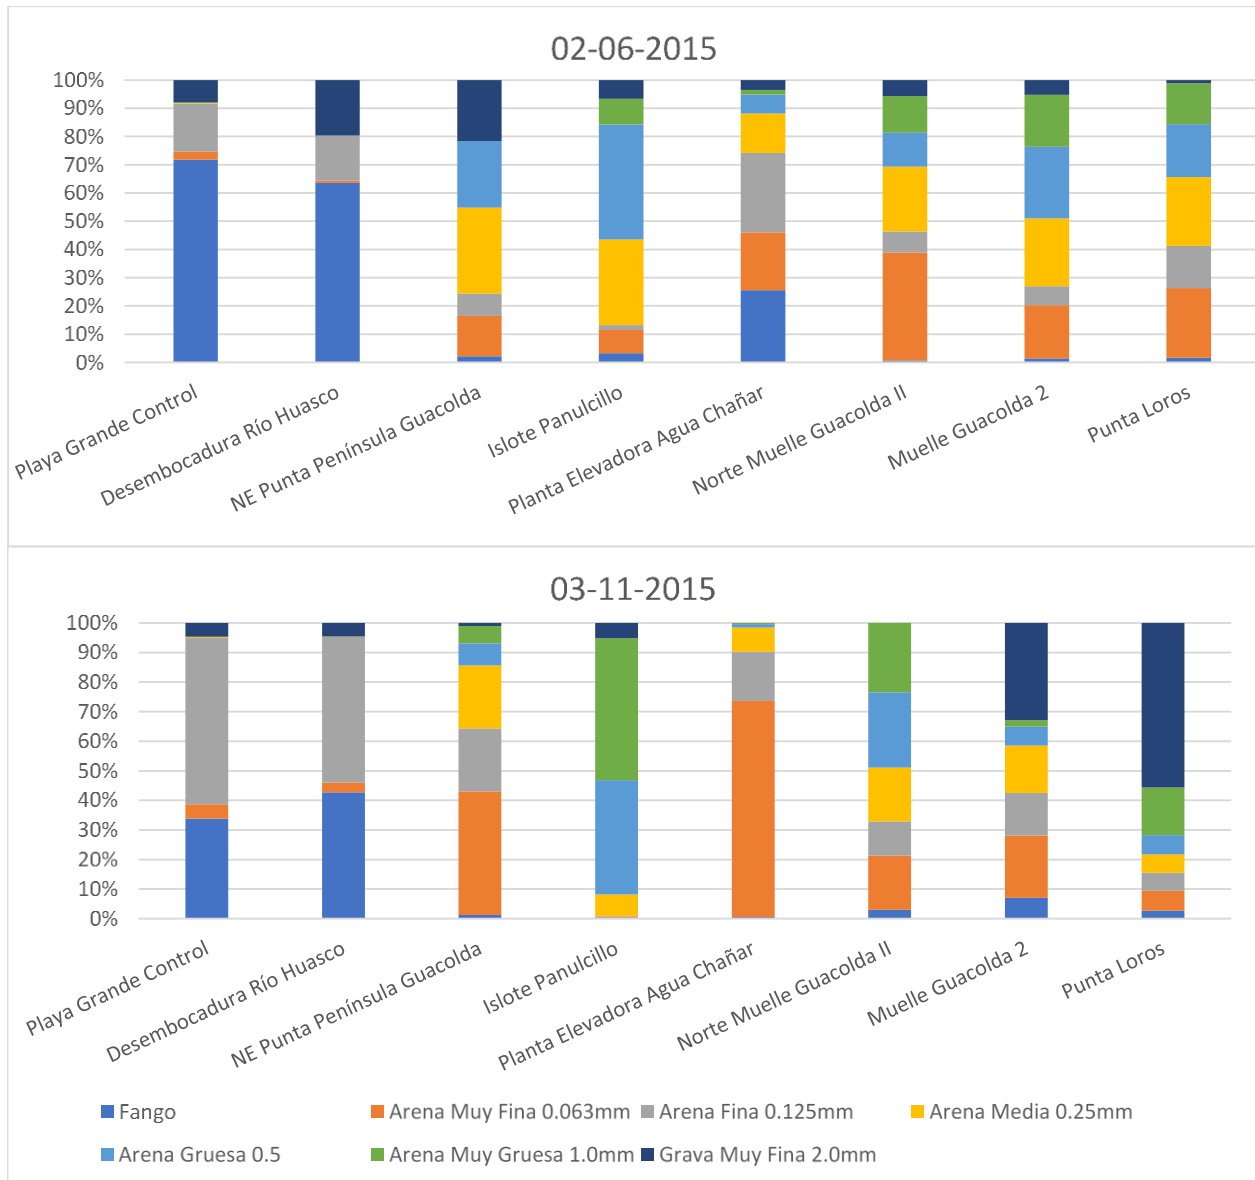 02-06-2015
100%
90%
80%
70%
60%
50%
40%
30%
20%
10%
0%
Playa Grande Control
Desembocadura Río Huasco
NE Punta Península Guacolda
Islote Panulcillo
Planta Elevadora Agua Chañar
Norte Muelle Guacolda II
Muelle Guacolda 2
Punta Loros
03-11-2015
100%
90%
80%
70%
60%
50%
40%
30%
20%
10%
0%
Playa Grande Control
Desembocadura Río Huasco
NE Punta Península Guacolda
Islote Panulcillo
Planta Elevadora Agua Chañar
Norte Muelle Guacolda II
Muelle Guacolda 2
Punta Loros
Fango Arena Muy Fina 0.063mm Arena Fina 0.125mm Arena Media 0.25mm
Arena Gruesa 0.5 Arena Muy Gruesa 1.0mm Grava Muy Fina 2.0mm